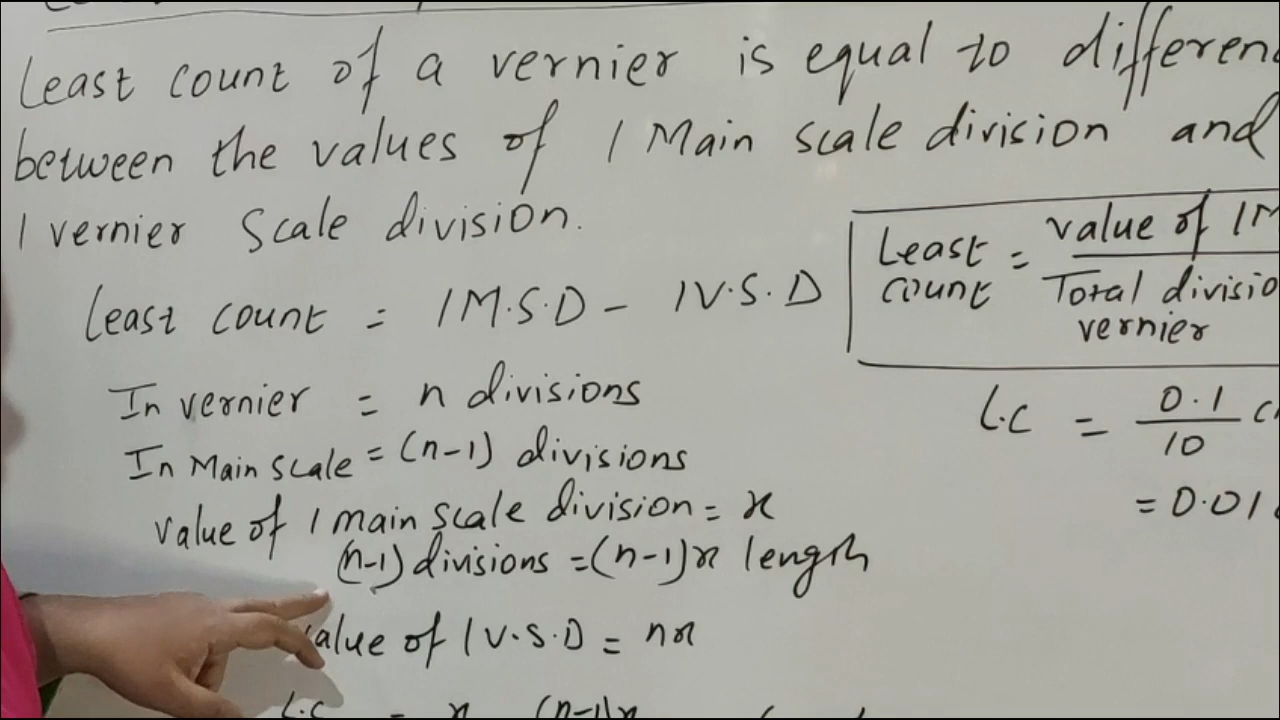 Least count of a vernier is equal to differen
between the values of 1 Main scale division and
1 vernier Scale division.
Least count = 1 M.S.D - 1 V.S.D
Least count = value of 1M
Total divisio
vernier
In vernier = n divisions
In Main scale = (n-1) divisions
value of 1 main scale division = x
(n-1) divisions = (n-1)x length
value of 1 V.S.D = nx
L.C = x (n-1)x
L.C = 0.1 c
10
= 0.01